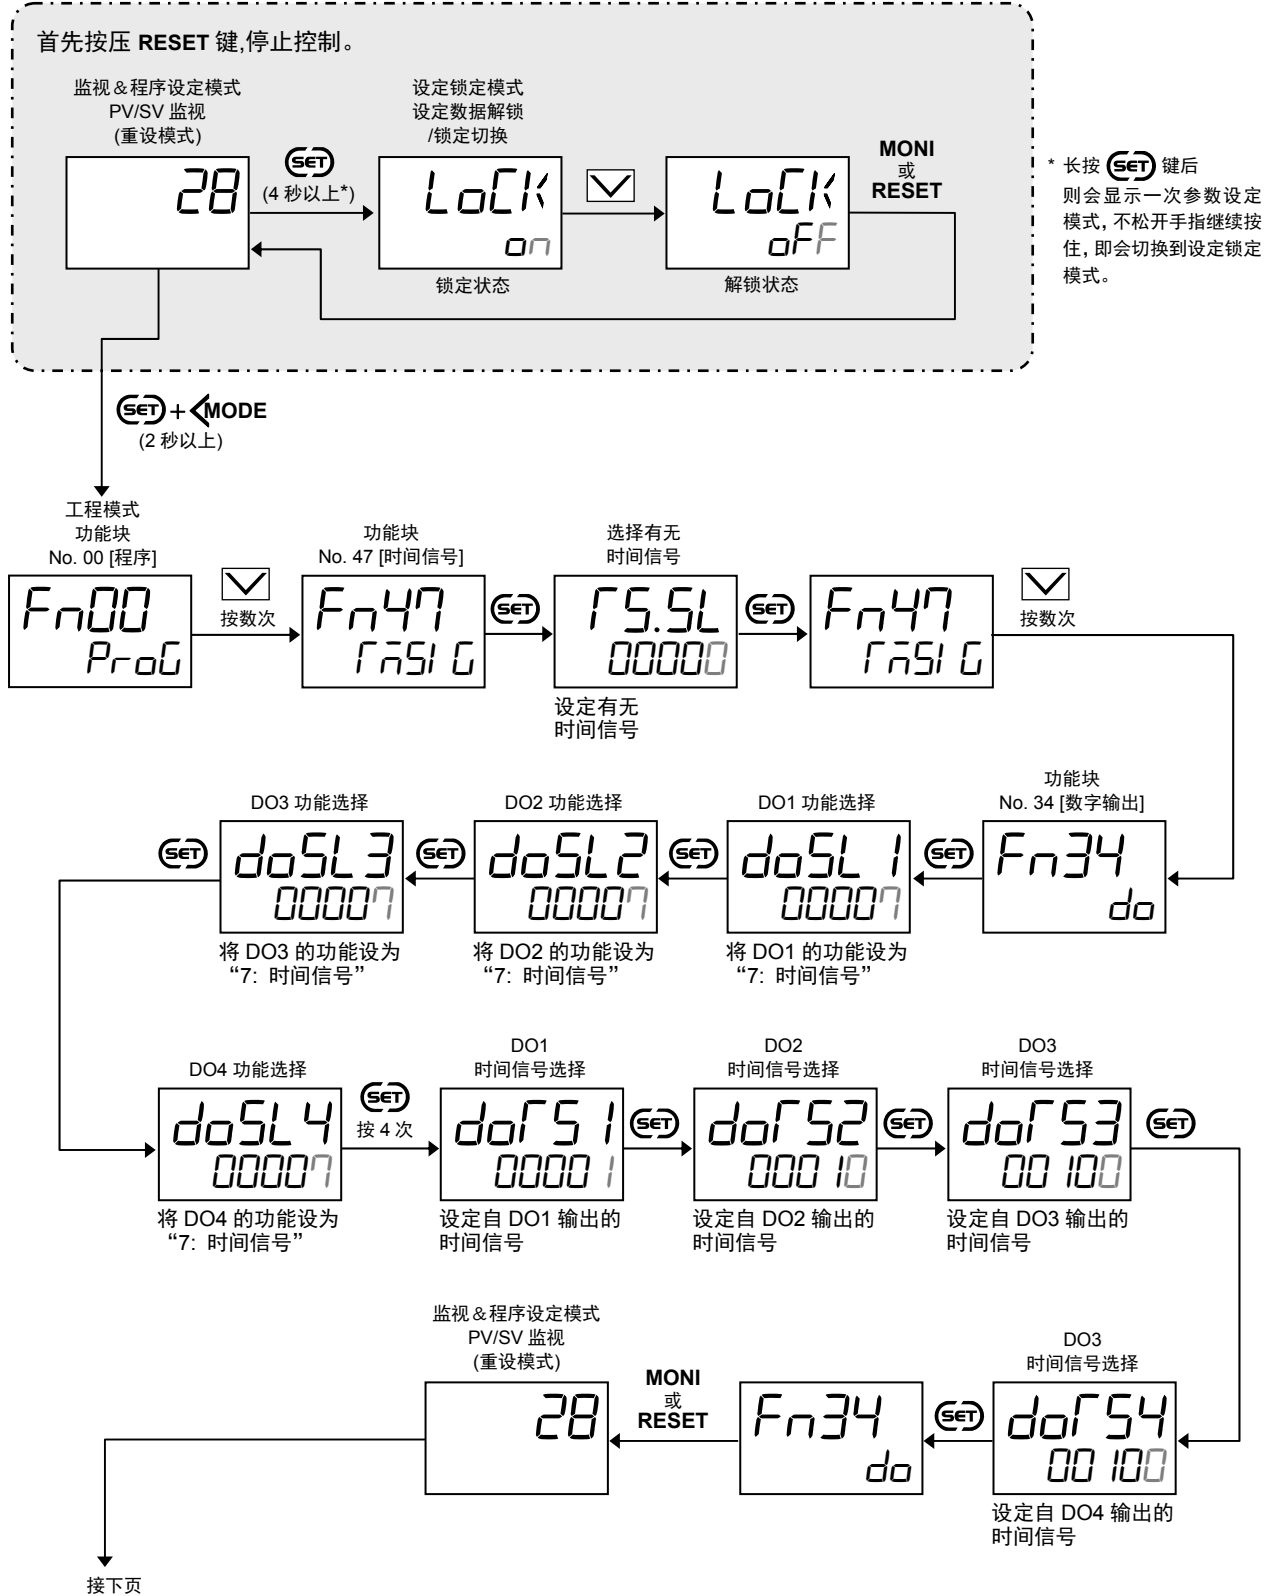 首先按压 RESET 键,停止控制。
监视&程序设定模式
PV/SV 监视
(重设模式)
28
SET
(4 秒以上*)
设定锁定模式
设定数据解锁
/锁定切换
LoCK
on
锁定状态
LoCK
oFF
解锁状态
MONI
或
RESET
* 长按 SET 键后
则会显示一次参数设定
模式，不松开手指继续按
住，即会切换到设定锁定
模式。
SET + MODE
(2 秒以上)
工程模式
功能块
No. 00 [程序]
Fn00
ProG
按数次
功能块
No. 47 [时间信号]
Fn47
TmSIG
SET
选择有无
时间信号
TS.SL
00000
设定有无
时间信号
SET
Fn47
TmSIG
按数次
功能块
No. 34 [数字输出]
Fn34
do
SET
DO1 功能选择
doSL1
00007
将 DO1 的功能设为
“7: 时间信号”
SET
DO2 功能选择
doSL2
00007
将 DO2 的功能设为
“7: 时间信号”
SET
DO3 功能选择
doSL3
00007
将 DO3 的功能设为
“7: 时间信号”
SET
DO4 功能选择
doSL4
00007
将 DO4 的功能设为
“7: 时间信号”
SET
按 4 次
DO1
时间信号选择
doTS1
00001
设定自 DO1 输出的
时间信号
SET
DO2
时间信号选择
doTS2
00010
设定自 DO2 输出的
时间信号
SET
DO3
时间信号选择
doTS3
00100
设定自 DO3 输出的
时间信号
SET
DO3
时间信号选择
doTS4
00100
设定自 DO4 输出的
时间信号
SET
Fn34
do
MONI
或
RESET
监视&程序设定模式
PV/SV 监视
(重设模式)
28
接下页